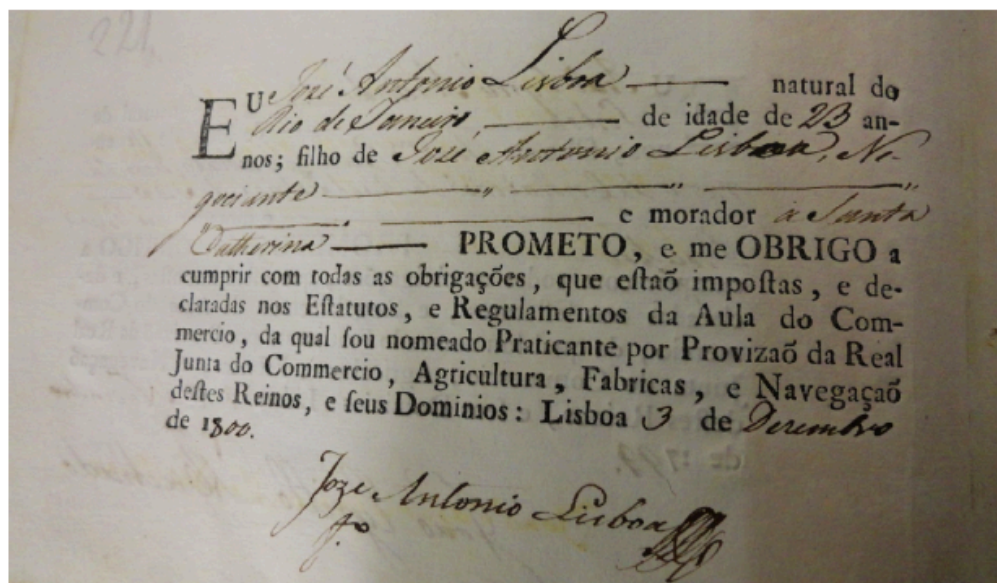 221
EU José Antonio Lisboa natural do
Rio de Janeiro, de idade de 23 an-
nos; filho de José Antonio Lisboa, Ne-
gociante
e morador à Santa
Catherina PROMETO, e me OBRIGO a
cumprir com todas as obrigações, que eſtaõ impoſtas, e de-
claradas nos Eſtatutos, e Regulamentos da Aula do Com-
mercio, da qual ſou nomeado Praticante por Provizaõ da Real
Junta do Commercio, Agricultura, Fabricas, e Navegaçaõ
deſtes Reinos, e ſeus Dominios: Lisboa 3 de Dezembro
de 1800.
Joze Antonio Lisboa